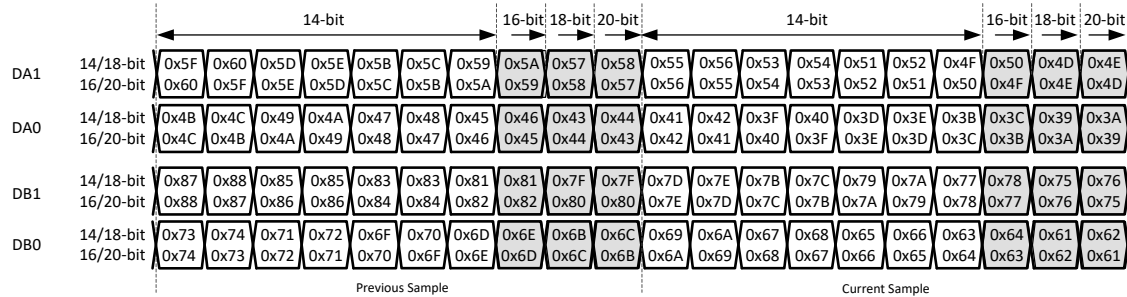 14-bit 16-bit 18-bit 20-bit 14-bit 16-bit 18-bit 20-bit
DA1
14/18-bit 0x5F 0x60 0x5D 0x5E 0x5B 0x5C 0x59 0x5A 0x57 0x58 0x55 0x56 0x53 0x54 0x51 0x52 0x4F 0x50 0x4D 0x4E
16/20-bit 0x60 0x5F 0x5E 0x5D 0x5C 0x5B 0x5A 0x59 0x58 0x57 0x56 0x55 0x54 0x53 0x52 0x51 0x50 0x4F 0x4E 0x4D
DA0
14/18-bit 0x4B 0x4C 0x49 0x4A 0x47 0x48 0x45 0x46 0x43 0x44 0x41 0x42 0x3F 0x40 0x3D 0x3E 0x3B 0x3C 0x39 0x3A
16/20-bit 0x4C 0x4B 0x4A 0x49 0x48 0x47 0x46 0x45 0x44 0x43 0x42 0x41 0x40 0x3F 0x3E 0x3D 0x3C 0x3B 0x3A 0x39
DB1
14/18-bit 0x87 0x88 0x85 0x85 0x83 0x83 0x81 0x81 0x7F 0x7F 0x7D 0x7E 0x7B 0x7C 0x79 0x7A 0x77 0x78 0x75 0x76
16/20-bit 0x88 0x87 0x86 0x86 0x84 0x84 0x82 0x82 0x80 0x80 0x7E 0x7D 0x7C 0x7B 0x7A 0x79 0x78 0x77 0x76 0x75
DB0
14/18-bit 0x73 0x74 0x71 0x72 0x6F 0x70 0x6D 0x6E 0x6B 0x6C 0x69 0x6A 0x67 0x68 0x65 0x66 0x63 0x64 0x61 0x62
16/20-bit 0x74 0x73 0x72 0x71 0x70 0x6F 0x6E 0x6D 0x6C 0x6B 0x6A 0x69 0x68 0x67 0x66 0x65 0x64 0x63 0x62 0x61
Previous Sample Current Sample